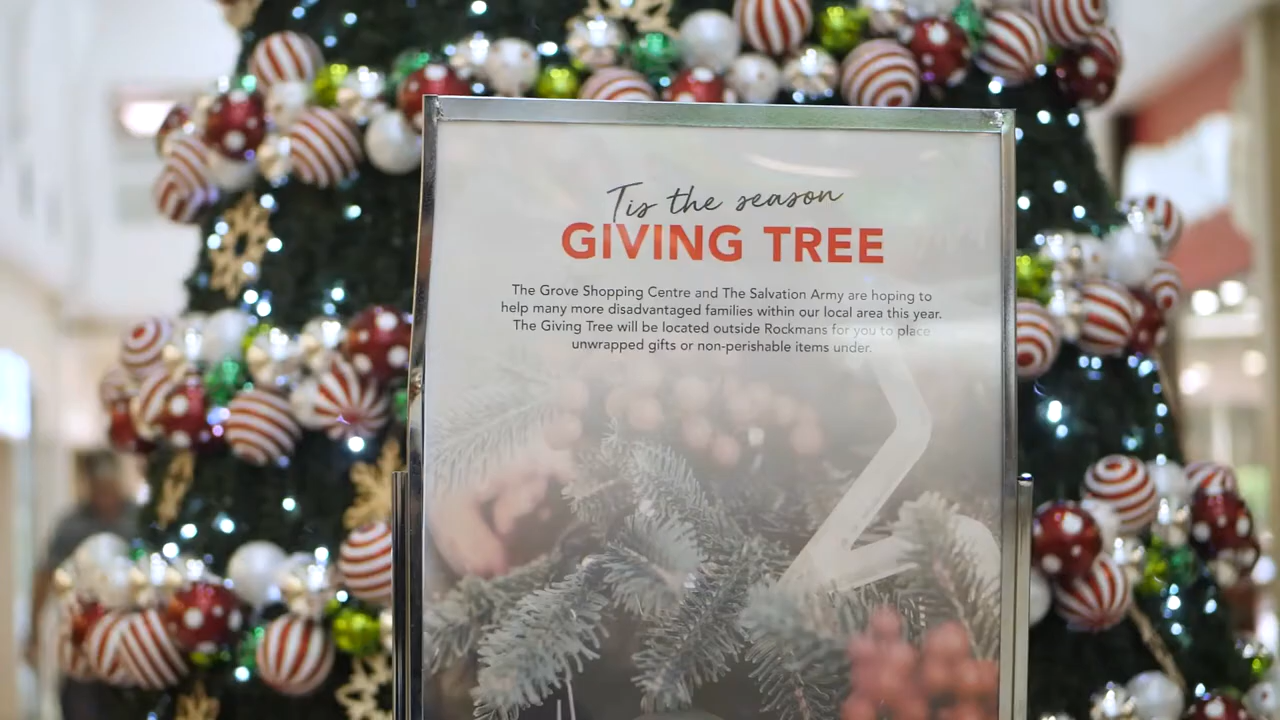 Tis the season
GIVING TREE
The Grove Shopping Centre and The Salvation Army are hoping to
help many more disadvantaged families within our local area this year.
The Giving Tree will be located outside Rockmans for you to place
unwrapped gifts or non-perishable items under.